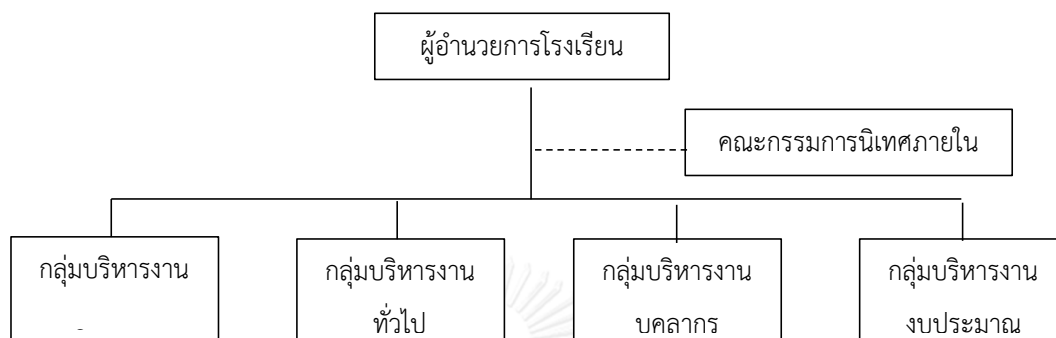 ผู้อำนวยการโรงเรียน
คณะกรรมการนิเทศภายใน
กลุ่มบริหารงาน
กลุ่มบริหารงาน
ทั่วไป
กลุ่มบริหารงาน
บคลากร
กลุ่มบริหารงาน
งบประมาณ